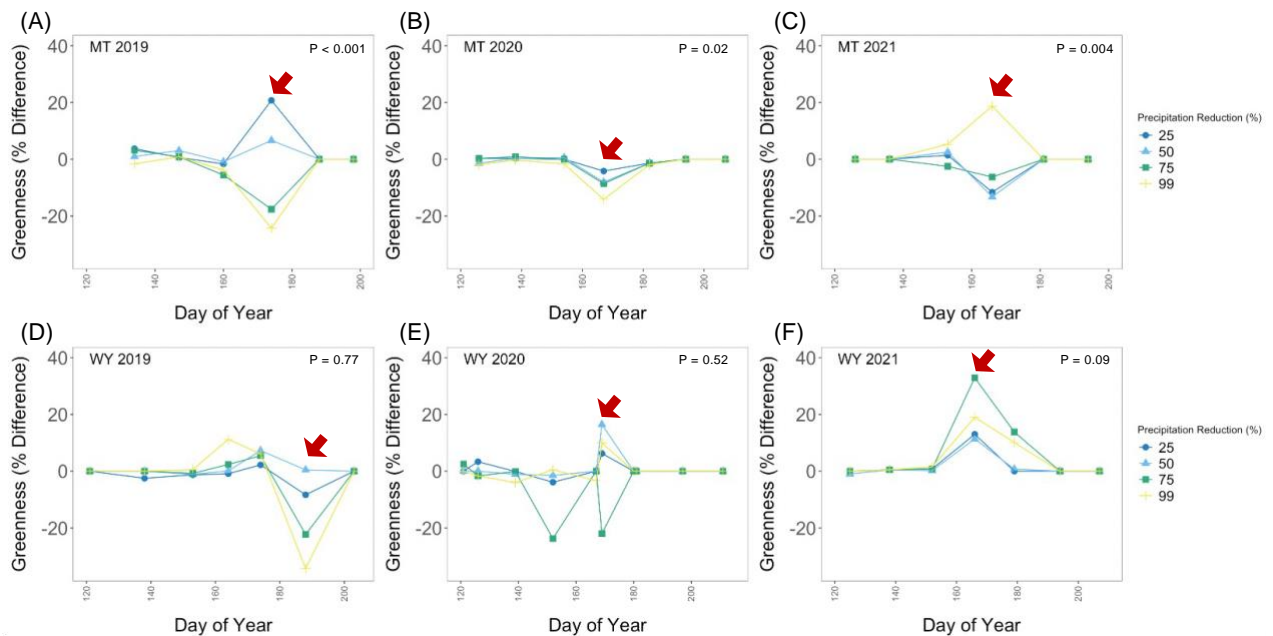 (A)
MT 2019
P < 0.001
Greenness (% Difference)
40
20
0
-20
120
140
160
180
200
Day of Year
(B)
MT 2020
P = 0.02
Greenness (% Difference)
40
20
0
-20
120
140
160
180
200
Day of Year
(C)
MT 2021
P = 0.004
Greenness (% Difference)
40
20
0
-20
120
140
160
180
200
Day of Year
Precipitation Reduction (%)
25
50
75
99
(D)
WY 2019
P = 0.77
Greenness (% Difference)
40
20
0
-20
120
140
160
180
200
Day of Year
(E)
WY 2020
P = 0.52
Greenness (% Difference)
40
20
0
-20
120
140
160
180
200
Day of Year
(F)
WY 2021
P = 0.09
Greenness (% Difference)
40
20
0
-20
120
140
160
180
200
Day of Year
Precipitation Reduction (%)
25
50
75
99